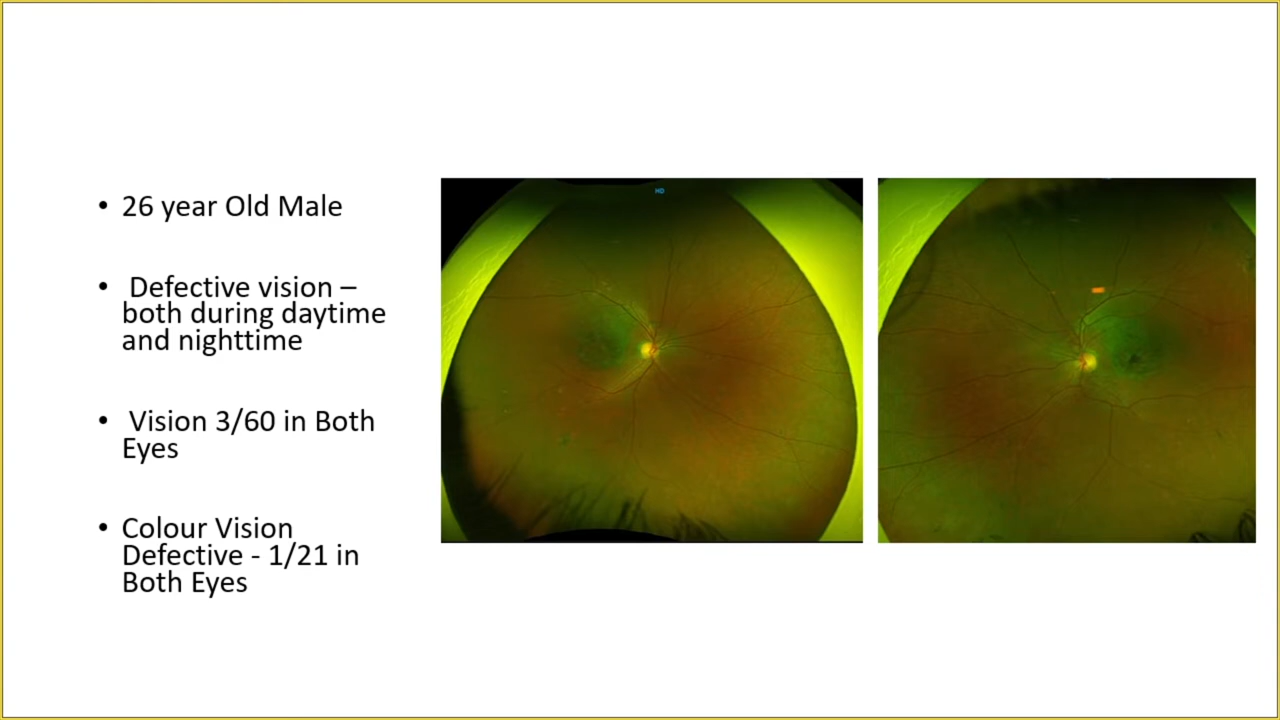 • 26 year Old Male
• Defective vision –
both during daytime
and nighttime
• Vision 3/60 in Both
Eyes
• Colour Vision
Defective - 1/21 in
Both Eyes
HD